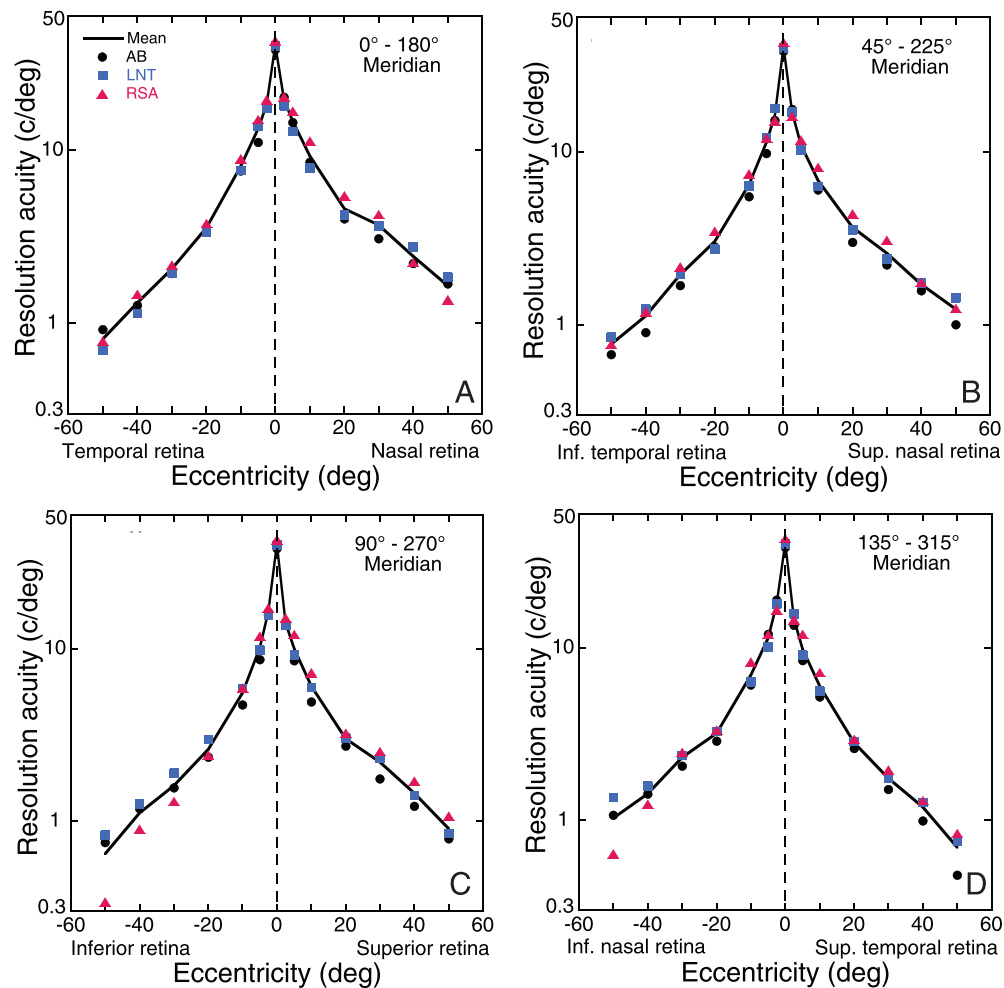 50
10
1
0.3
Resolution acuity (c/deg)
Mean
AB
LNT
RSA
0° - 180°
Meridian
A
-60 -40 -20 0 20 40 60
Temporal retina Nasal retina
Eccentricity (deg)
50
10
1
0.3
Resolution acuity (c/deg)
45° - 225°
Meridian
B
-60 -40 -20 0 20 40 60
Inf. temporal retina Sup. nasal retina
Eccentricity (deg)
50
10
1
0.3
Resolution acuity (c/deg)
90° - 270°
Meridian
C
-60 -40 -20 0 20 40 60
Inferior retina Superior retina
Eccentricity (deg)
50
10
1
0.3
Resolution acuity (c/deg)
135° - 315°
Meridian
D
-60 -40 -20 0 20 40 60
Inf. nasal retina Sup. temporal retina
Eccentricity (deg)